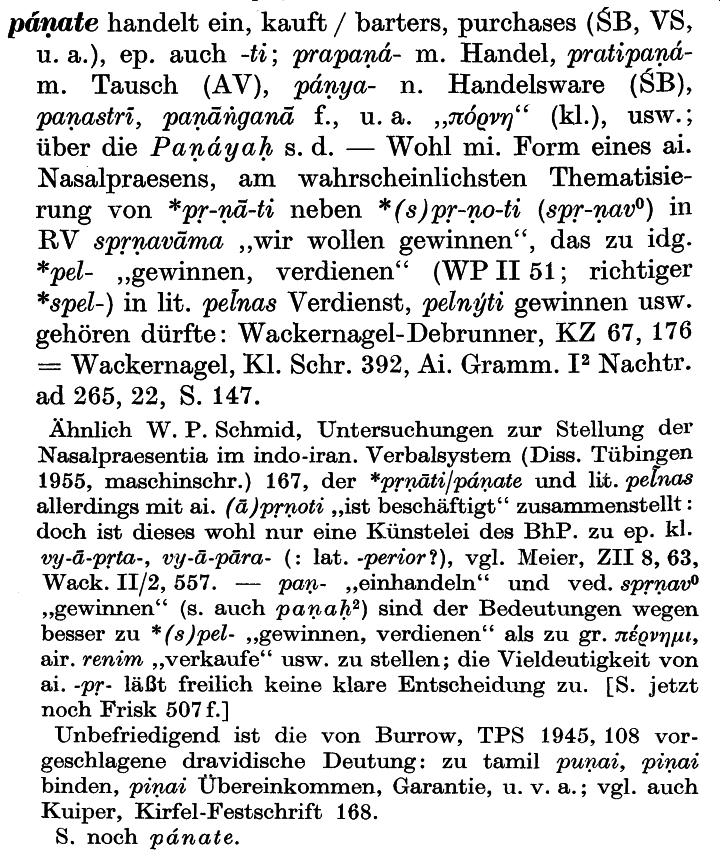 páṇate handelt ein, kauft / barters, purchases (ŚB, VS,
u. a.), ep. auch -ti; prapaṇá- m. Handel, pratipaṇá-
m. Tausch (AV), páṇya- n. Handelsware (ŚB),
paṇastrī, paṇāṅganā f., u. a. „πόρνη“ (kl.), usw.;
über die Paṇáyaḥ s. d. — Wohl mi. Form eines ai.
Nasalpraesens, am wahrscheinlichsten Thematisie-
rung von *pṛ-ṇā-ti neben *(s)pṛ-ṇo-ti (spṛ-ṇav⁰) in
RV spṛṇavāma „wir wollen gewinnen“, das zu idg.
*pel- „gewinnen, verdienen“ (WP II 51; richtiger
*spel-) in lit. pel̃nas Verdienst, pelnýti gewinnen usw.
gehören dürfte: Wackernagel-Debrunner, KZ 67, 176
= Wackernagel, Kl. Schr. 392, Ai. Gramm. I² Nachtr.
ad 265, 22, S. 147.
Ähnlich W. P. Schmid, Untersuchungen zur Stellung der
Nasalpraesentia im indo-iran. Verbalsystem (Diss. Tübingen
1955, maschinschr.) 167, der *pṛṇāti/páṇate und lit. pel̃nas
allerdings mit ai. (ā)pṛṇoti „ist beschäftigt“ zusammenstellt:
doch ist dieses wohl nur eine Künstelei des BhP. zu ep. kl.
vy-ā-pṛta-, vy-ā-pāra- (: lat. -perior?), vgl. Meier, ZII 8, 63,
Wack. II/2, 557. — paṇ- „einhandeln“ und ved. spṛṇav⁰
„gewinnen“ (s. auch paṇaḥ²) sind der Bedeutungen wegen
besser zu *(s)pel- „gewinnen, verdienen“ als zu gr. πέρνημι,
air. renim „verkaufe“ usw. zu stellen; die Vieldeutigkeit von
ai. -pṛ- läßt freilich keine klare Entscheidung zu. [S. jetzt
noch Frisk 507 f.]
Unbefriedigend ist die von Burrow, TPS 1945, 108 vor-
geschlagene dravidische Deutung: zu tamil puṇai, piṇai
binden, piṇai Übereinkommen, Garantie, u. v. a.; vgl. auch
Kuiper, Kirfel-Festschrift 168.
S. noch pánate.